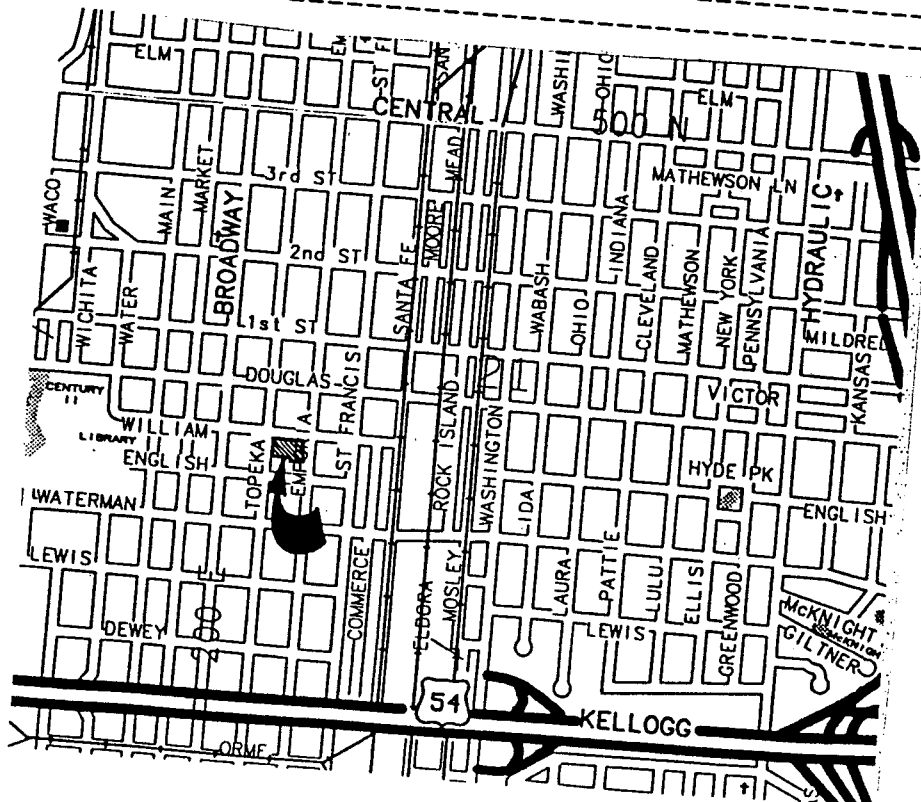 ELM
CENTRAL
WASHI
OHIO
ELM
500 N
3rd ST
MEAD
MATHEWSON LN
WACO
MAIN
MARKET
BROADWAY
2nd ST
SANTA FE
MOORE
INDIANA
CLEVELAND
MATHEWSON
NEW YORK
PENNSYLVANIA
HYDRAULIC
WICHITA
WATER
1st ST
WABASH
OHIO
MILDRED
DOUGLAS
ST FRANCIS
ROCK ISLAND
WASHINGTON
VICTOR
KANSAS
CENTURY
II
WILLIAM
LIBRARY
ENGLISH
TOPEKA
HYDE PK
WATERMAN
LIDA
ENGLISH
LEWIS
COMMERCE
ELDORA
MOSLEY
LAURA
PATTIE
LULU
ELLIS
GREENWOOD
McKNIGHT
GILTNER
DEWEY
200 E
LEWIS
54
KELLOGG
ORME